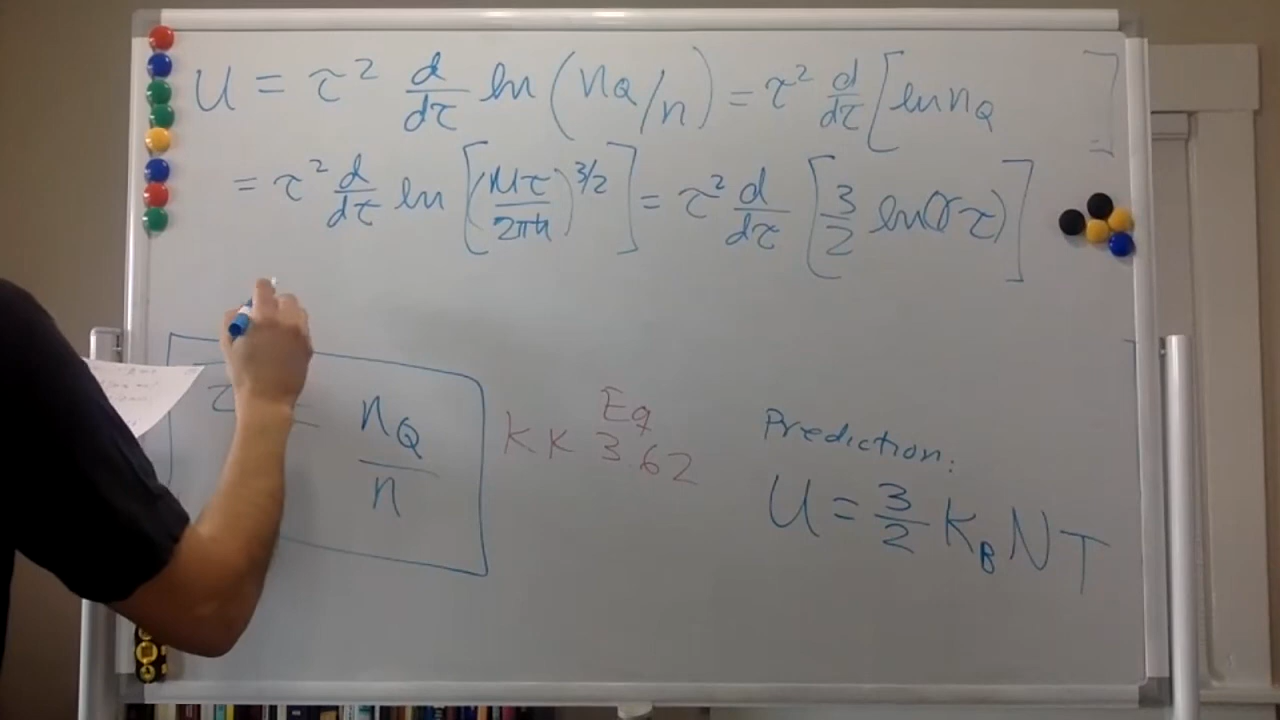 U = τ² d/dτ ln(n_Q/n) = τ² d/dτ [ln n_Q ]
= τ² d/dτ ln[(Mτ/2πℏ)^3/2] = τ² d/dτ [3/2 ln(γτ)]
= n_Q/n
KK Eq 3.62
Prediction:
U = 3/2 K_B N T